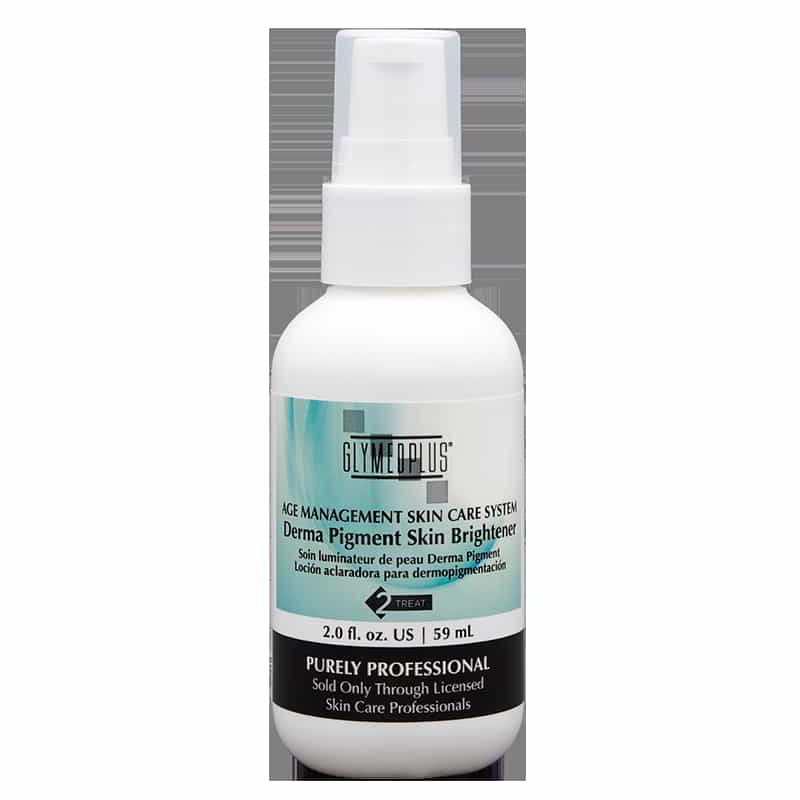 GLYMEDPLUS®
AGE MANAGEMENT SKIN CARE SYSTEM
Derma Pigment Skin Brightener
Soin luminateur de peau Derma Pigment
Loción aclaradora para dermopigmentación
2 TREAT
2.0 fl. oz. US | 59 mL
PURELY PROFESSIONAL
Sold Only Through Licensed
Skin Care Professionals